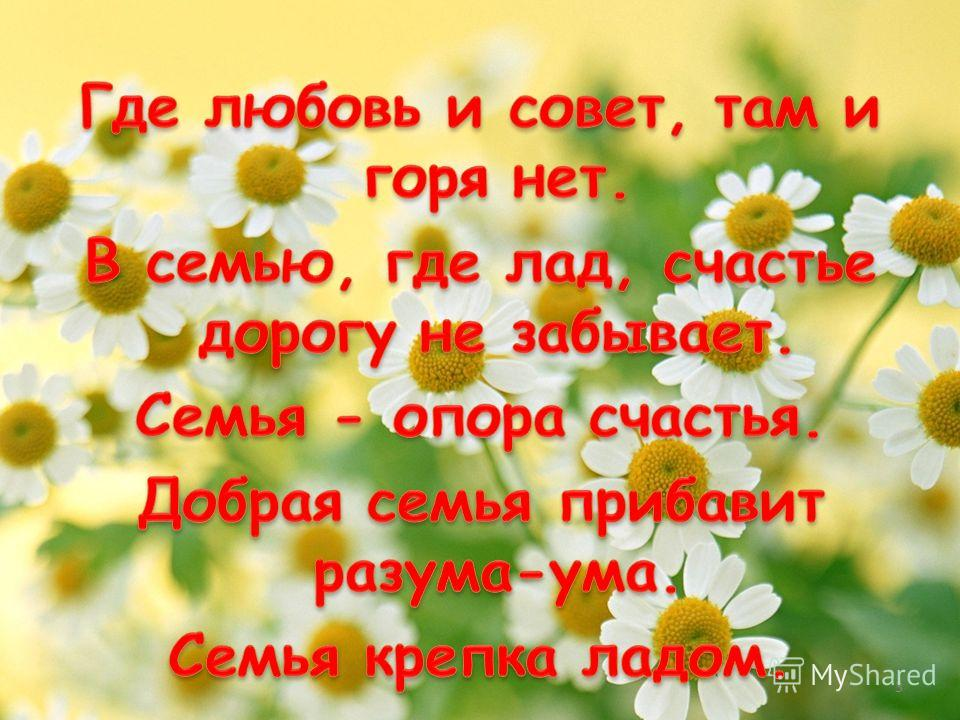 Где любовь и совет, там и
горя нет.
В семью, где лад, счастье
дорогу не забывает.
Семья - опора счастья.
Добрая семья прибавит
разума-ума.
Семья крепка ладом.
MyShared